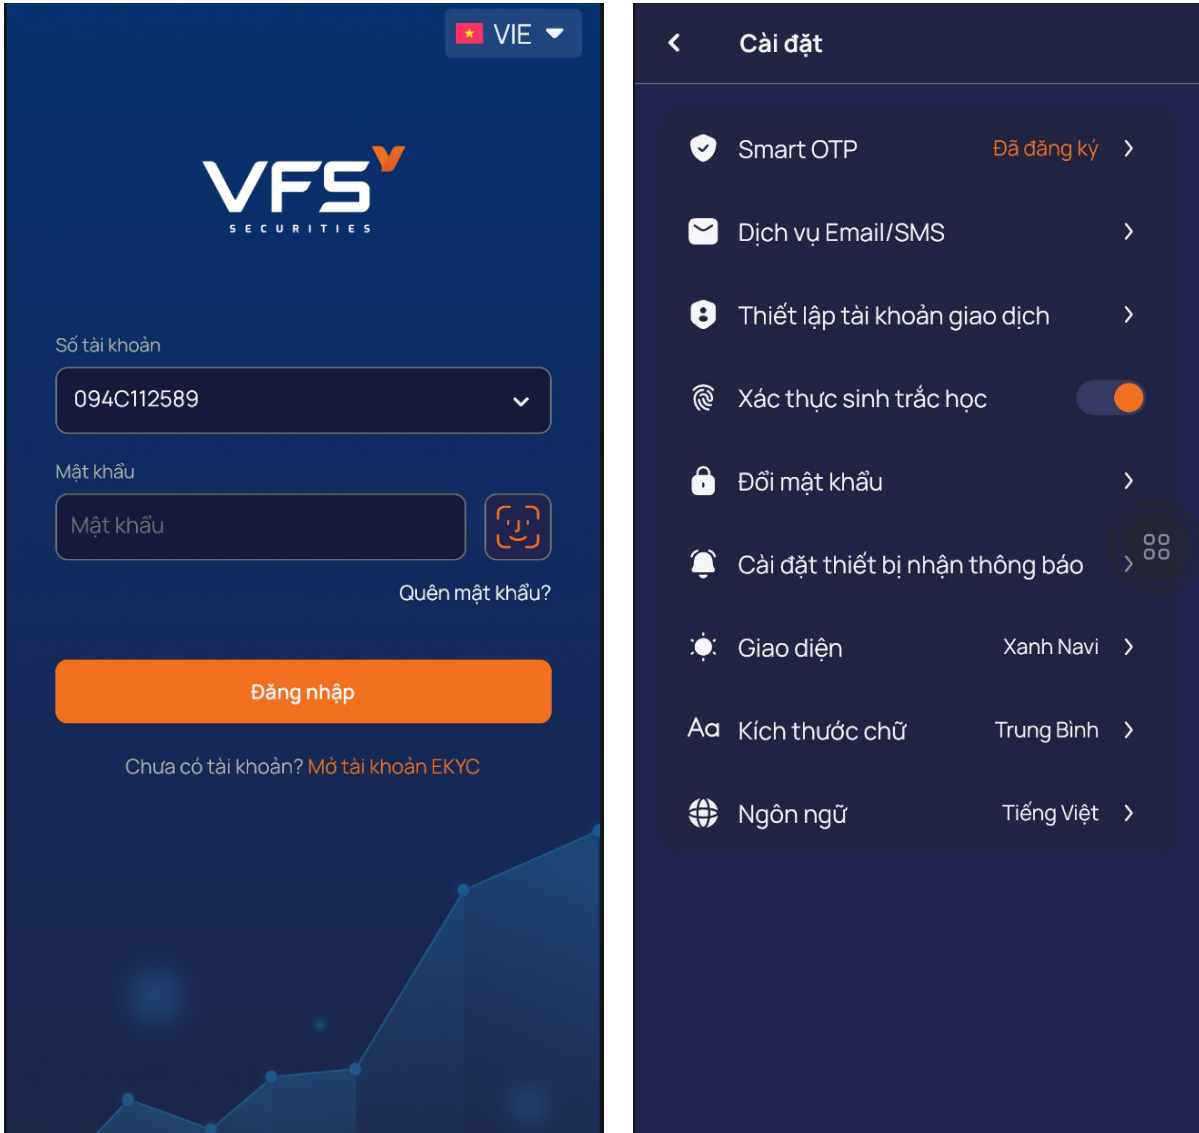 VIE
VFS
SECURITIES
Số tài khoản
094C112589
Mật khẩu
Mật khẩu
Quên mật khẩu?
Đăng nhập
Chưa có tài khoản? Mở tài khoản EKYC
Cài đặt
Smart OTP Đã đăng ký
Dịch vụ Email/SMS
Thiết lập tài khoản giao dịch
Xác thực sinh trắc học
Đổi mật khẩu
Cài đặt thiết bị nhận thông báo
Giao diện Xanh Navi
Aa Kích thước chữ Trung Bình
Ngôn ngữ Tiếng Việt